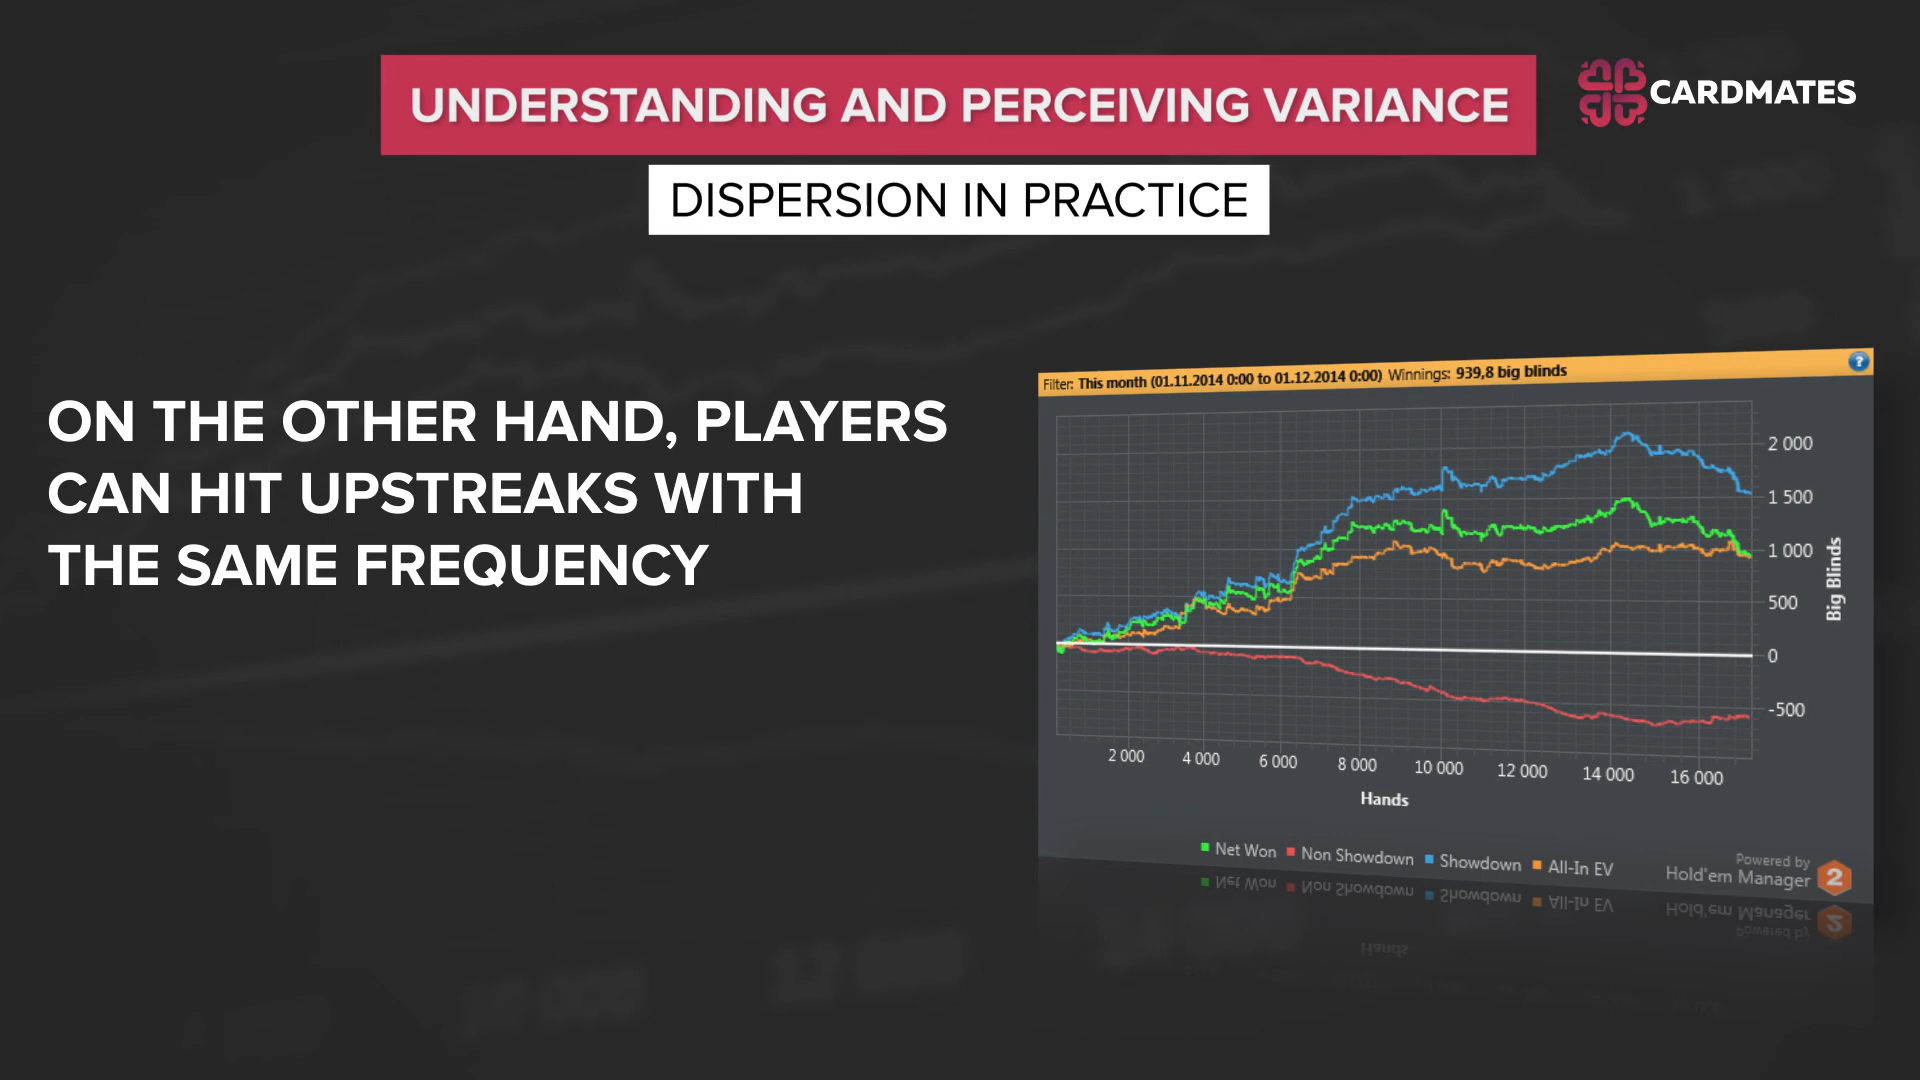 UNDERSTANDING AND PERCEIVING VARIANCE
CARDMATES
DISPERSION IN PRACTICE
ON THE OTHER HAND, PLAYERS
CAN HIT UPSTREAKS WITH
THE SAME FREQUENCY
Filter: This month (01.11.2014 0:00 to 01.12.2014 0:00) Winnings: 939,8 big blinds
?
2 000
1 500
1 000
500
0
-500
Big Blinds
2 000 4 000 6 000 8 000 10 000 12 000 14 000 16 000
Hands
Net Won Non Showdown Showdown All-In EV
Powered by
Hold'em Manager 2